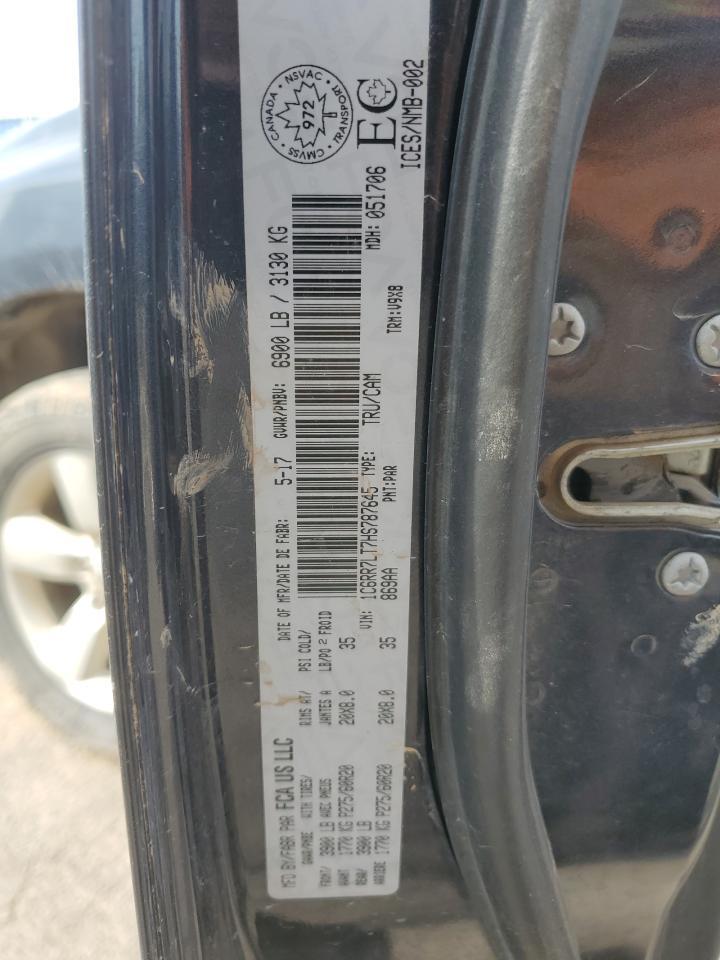 MFD BY/FABR PAR FCA US LLC
DATE OF MFR/DATE DE FABR: 5-17
GVWR/PNBV: 6900 LB / 3130 KG
GAWR/PNBE WITH TIRES/ RIMS AT/ PSI COLD/
FRONT/ 3900 LB AVEC PNEUS JANTES A LB/PO 2 FROID
AVANT 1770 KG P275/60R20 20X8.0 35
REAR/ 3900 LB
ARRIERE 1770 KG P275/60R20 20X8.0 35
VIN: 1C6RR7LT7HS787645 TYPE: TRU/CAM
869AA
PNT:PAR
MDH: 051706
TRM:V9X8
CANADA · NSVAC · TRANSPORT · CMVSS
972
EC
ICES/NMB-002